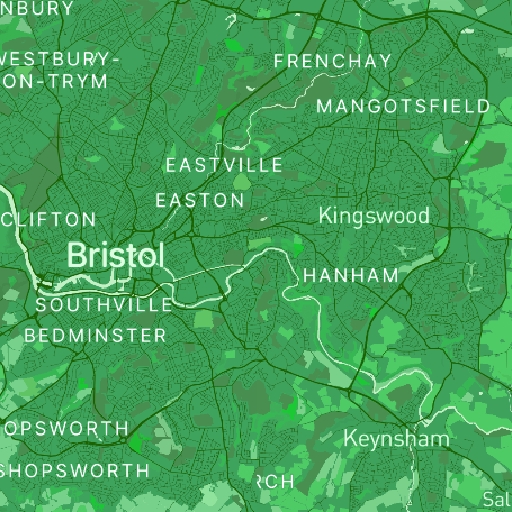 NBURY
WESTBURY-
ON-TRYM
FRENCHAY
MANGOTSFIELD
EASTVILLE
EASTON
CLIFTON
Kingswood
Bristol
HANHAM
SOUTHVILLE
BEDMINSTER
OPSWORTH
Keynsham
SHOPSWORTH
RCH
Sal